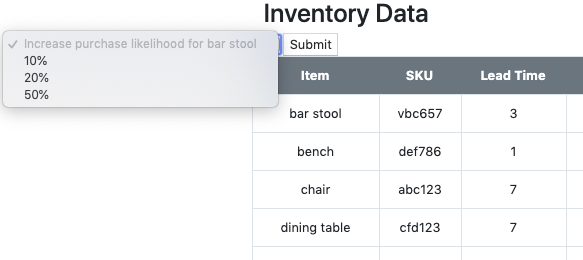 Inventory Data
✓ Increase purchase likelihood for bar stool
10%
20%
50%
Submit
Item SKU Lead Time
bar stool vbc657 3
bench def786 1
chair abc123 7
dining table cfd123 7